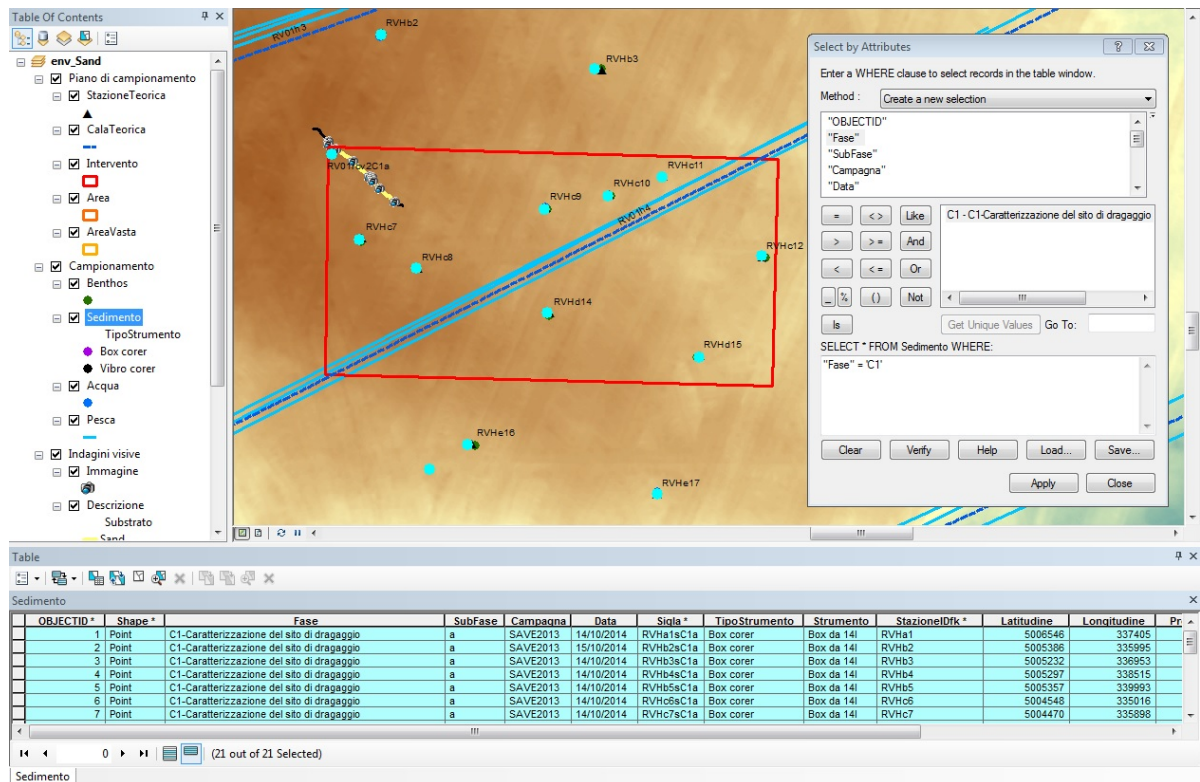 Table Of Contents
env_Sand
Piano di campionamento
StazioneTeorica
CalaTeorica
Intervento
Area
AreaVasta
Campionamento
Benthos
Sedimento
TipoStrumento
Box corer
Vibro corer
Acqua
Pesca
Indagini visive
Immagine
Descrizione
Substrato
Sand
RV01h3
RVHb2
RVHb3
RVHc11
RVHc10
RVHc9
RV01h4
RVHc7
RVHc8
RVHc12
RVHd14
RVHd15
RVHe16
RVHe17
Select by Attributes
Enter a WHERE clause to select records in the table window.
Method : Create a new selection
"OBJECTID"
"Fase"
"SubFase"
"Campagna"
"Data"
= < > Like
> > = And
< < = Or
_ % ( ) Not
Is
C1 - C1-Caratterizzazione del sito di dragaggio
Get Unique Values Go To:
SELECT * FROM Sedimento WHERE:
"Fase" = 'C1'
Clear Verify Help Load... Save...
Apply Close
Table
Sedimento
OBJECTID * Shape * Fase SubFase Campagna Data Sigla * TipoStrumento Strumento StazioneIDfk * Latitudine Longitudine Pr
1 Point C1-Caratterizzazione del sito di dragaggio a SAVE2013 14/10/2014 RVHa1sC1a Box corer Box da 14l RVHa1 5006546 337405
2 Point C1-Caratterizzazione del sito di dragaggio a SAVE2013 15/10/2014 RVHb2sC1a Box corer Box da 14l RVHb2 5005386 335995
3 Point C1-Caratterizzazione del sito di dragaggio a SAVE2013 14/10/2014 RVHb3sC1a Box corer Box da 14l RVHb3 5005232 336953
4 Point C1-Caratterizzazione del sito di dragaggio a SAVE2013 14/10/2014 RVHb4sC1a Box corer Box da 14l RVHb4 5005297 338515
5 Point C1-Caratterizzazione del sito di dragaggio a SAVE2013 14/10/2014 RVHb5sC1a Box corer Box da 14l RVHb5 5005357 339993
6 Point C1-Caratterizzazione del sito di dragaggio a SAVE2013 14/10/2014 RVHc6sC1a Box corer Box da 14l RVHc6 5004548 335016
7 Point C1-Caratterizzazione del sito di dragaggio a SAVE2013 14/10/2014 RVHc7sC1a Box corer Box da 14l RVHc7 5004470 335898
0 (21 out of 21 Selected)
Sedimento